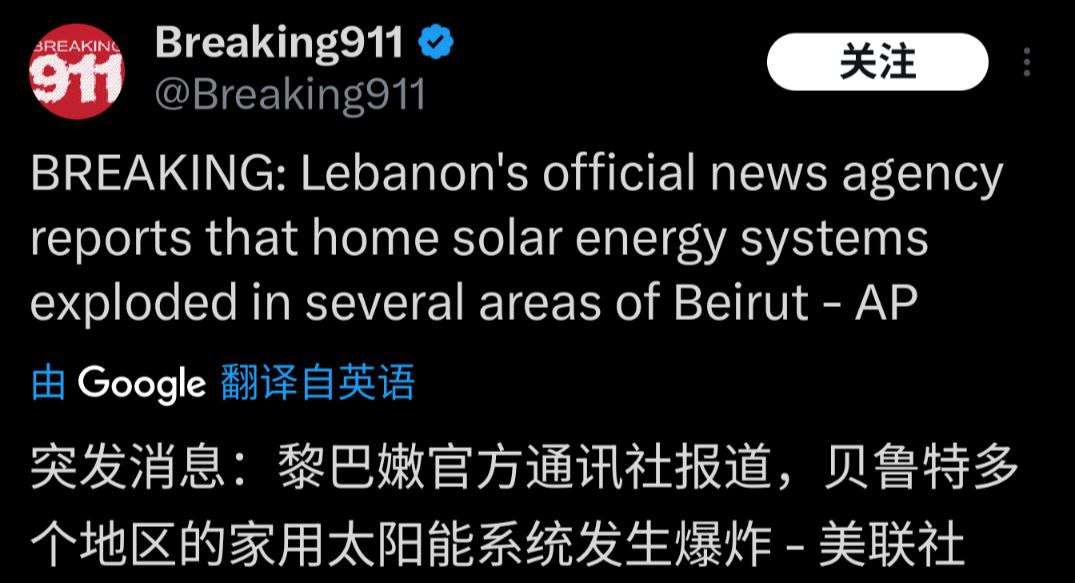 BREAKING
911
Breaking911
@Breaking911
关注
BREAKING: Lebanon's official news agency
reports that home solar energy systems
exploded in several areas of Beirut - AP
由 Google 翻译自英语
突发消息：黎巴嫩官方通讯社报道，贝鲁特多
个地区的家用太阳能系统发生爆炸 - 美联社